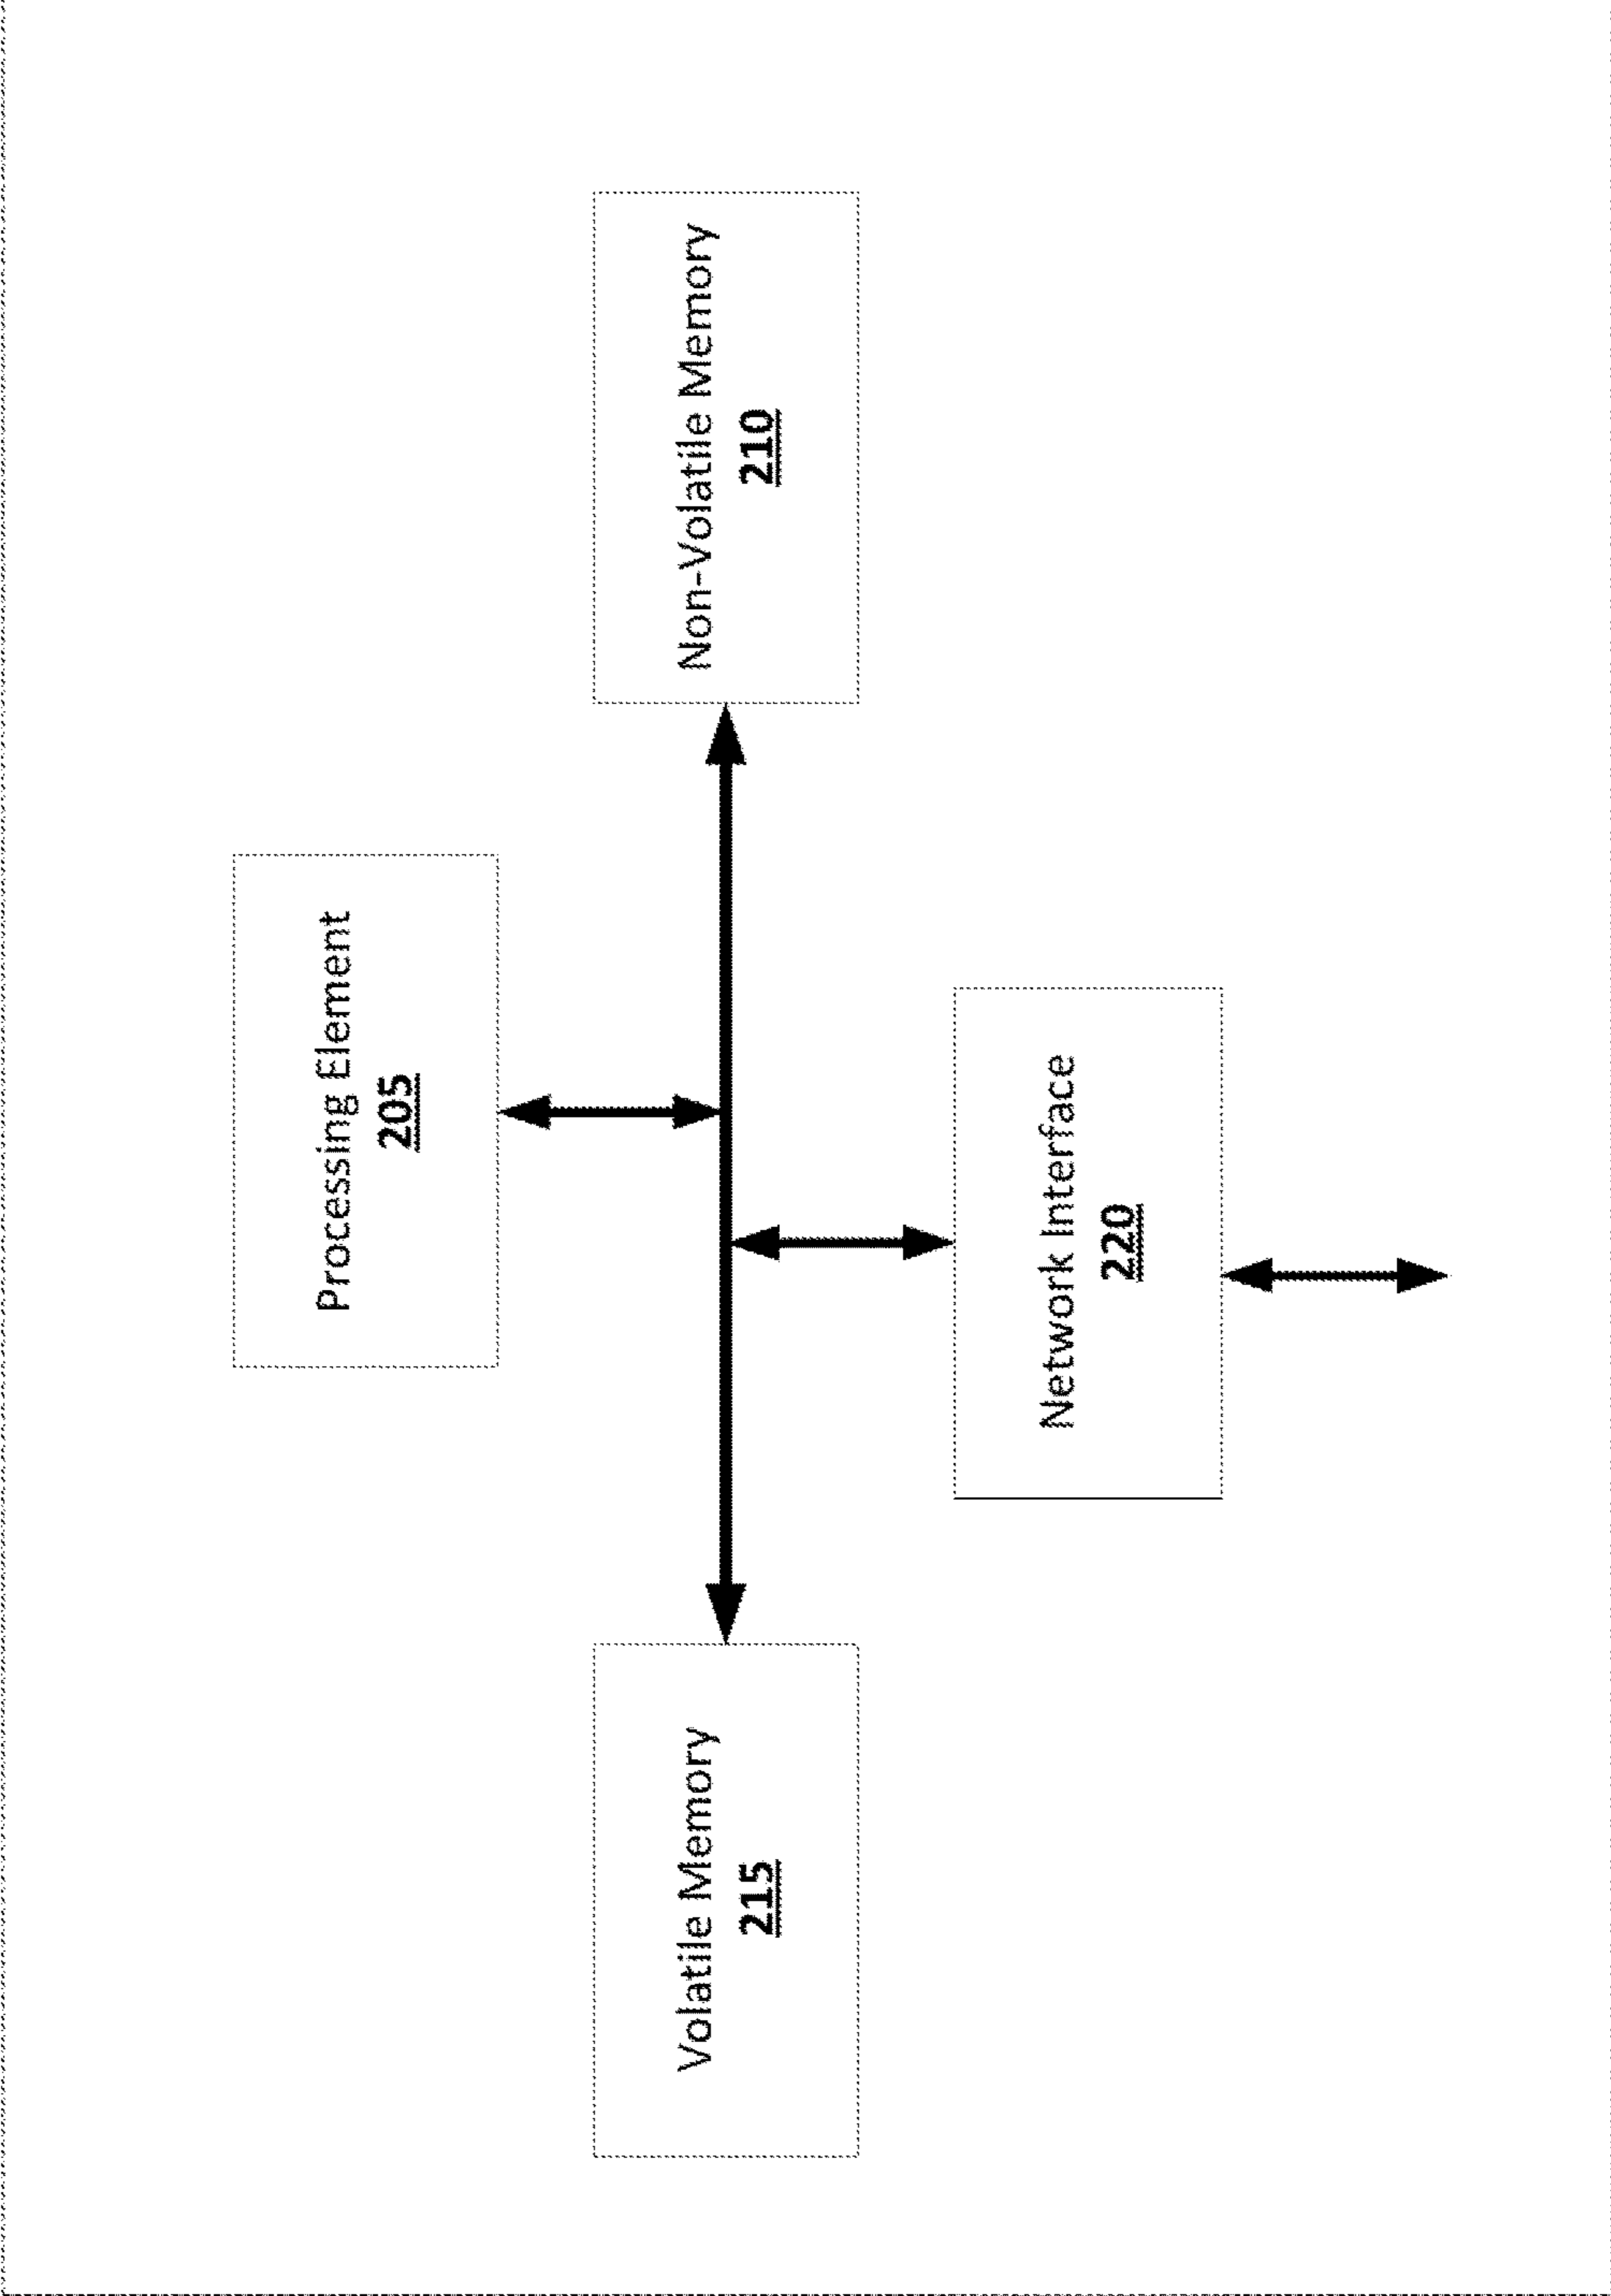 Processing Element
205
Volatile Memory
215
Non-Volatile Memory
210
Network Interface
220